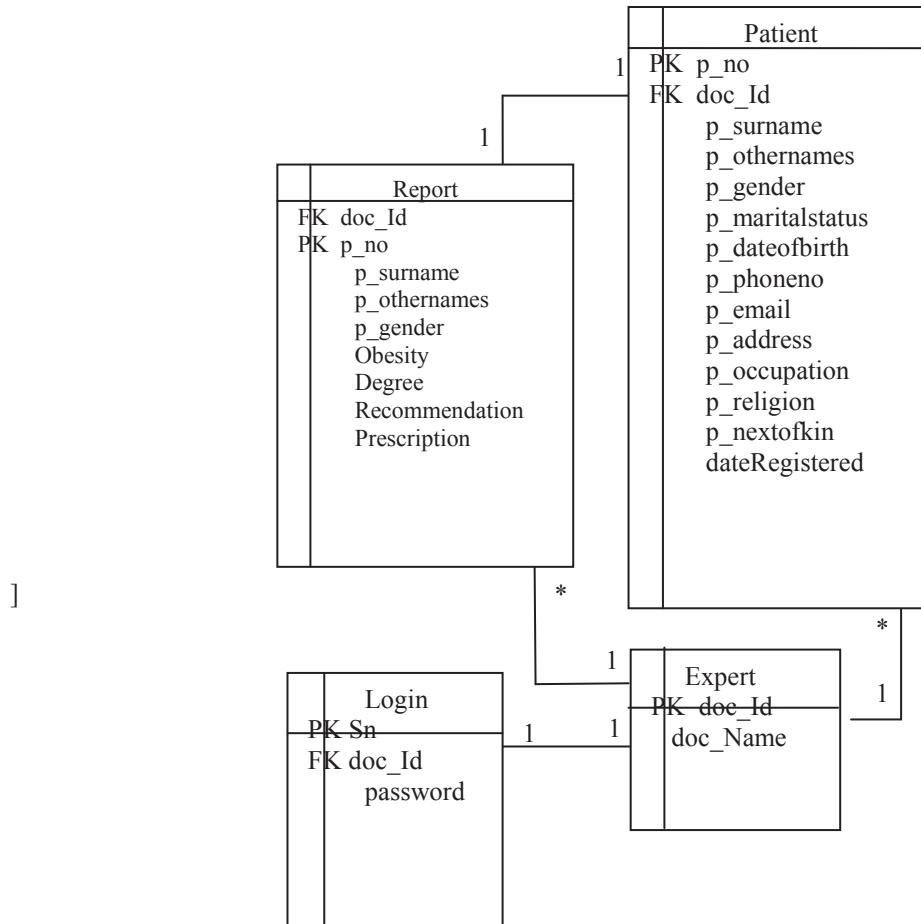 Patient
1
PK p_no
FK doc_Id
p_surname
p_othernames
p_gender
p_maritalstatus
p_dateofbirth
p_phoneno
p_email
p_address
p_occupation
p_religion
p_nextofkin
dateRegistered
1
Report
FK doc_Id
PK p_no
p_surname
p_othernames
p_gender
Obesity
Degree
Recommendation
Prescription
]
*
*
1
1
Expert
PK doc_Id
doc_Name
Login
PK Sn
FK doc_Id
password
1
1